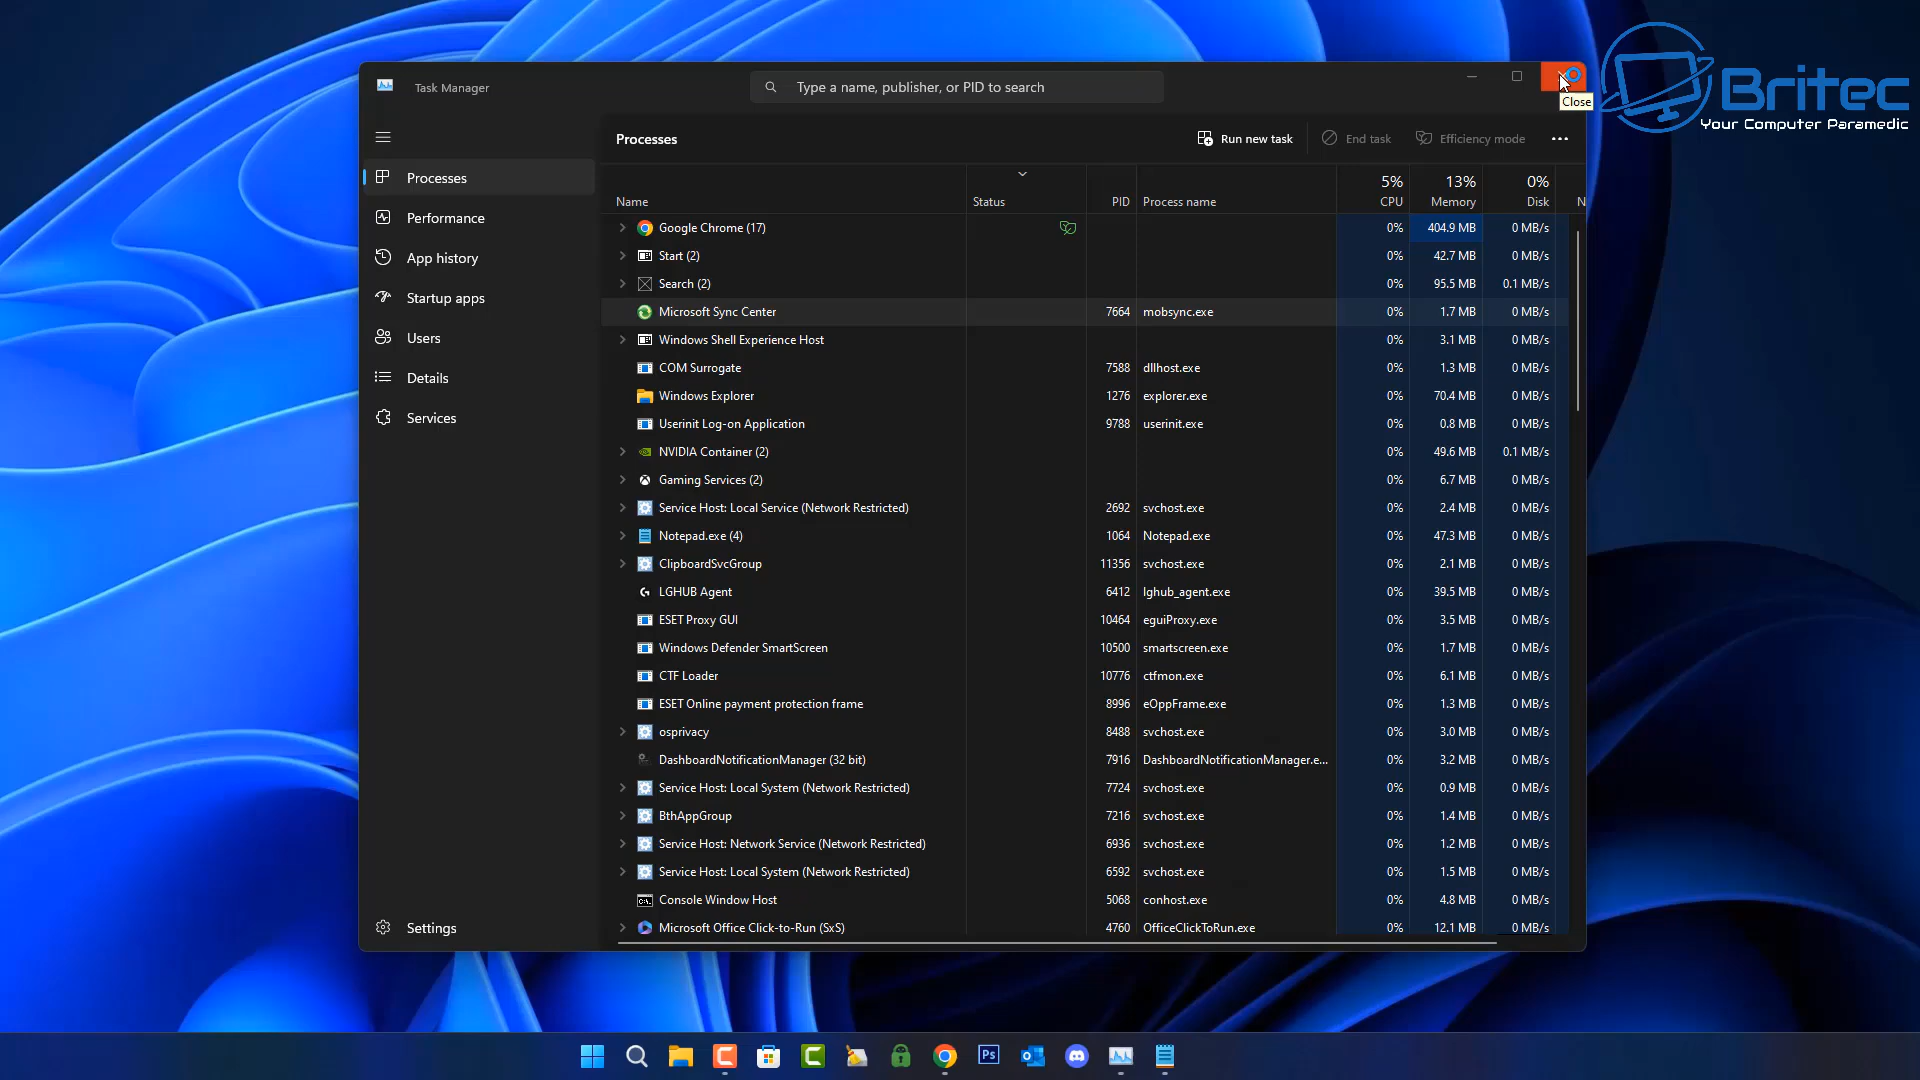 Britec
Your Computer Paramedic
Task Manager
Type a name, publisher, or PID to search
Close
Processes
Run new task
End task
Efficiency mode
Processes
Performance
App history
Startup apps
Users
Details
Services
Settings
5% 13% 0%
Name Status PID Process name CPU Memory Disk N
Google Chrome (17) 0% 404.9 MB 0 MB/s
Start (2) 0% 42.7 MB 0 MB/s
Search (2) 0% 95.5 MB 0.1 MB/s
Microsoft Sync Center 7664 mobsync.exe 0% 1.7 MB 0 MB/s
Windows Shell Experience Host 0% 3.1 MB 0 MB/s
COM Surrogate 7588 dllhost.exe 0% 1.3 MB 0 MB/s
Windows Explorer 1276 explorer.exe 0% 70.4 MB 0 MB/s
Userinit Log-on Application 9788 userinit.exe 0% 0.8 MB 0 MB/s
NVIDIA Container (2) 0% 49.6 MB 0.1 MB/s
Gaming Services (2) 0% 6.7 MB 0 MB/s
Service Host: Local Service (Network Restricted) 2692 svchost.exe 0% 2.4 MB 0 MB/s
Notepad.exe (4) 1064 Notepad.exe 0% 47.3 MB 0 MB/s
ClipboardSvcGroup 11356 svchost.exe 0% 2.1 MB 0 MB/s
LGHUB Agent 6412 lghub_agent.exe 0% 39.5 MB 0 MB/s
ESET Proxy GUI 10464 eguiProxy.exe 0% 3.5 MB 0 MB/s
Windows Defender SmartScreen 10500 smartscreen.exe 0% 1.7 MB 0 MB/s
CTF Loader 10776 ctfmon.exe 0% 6.1 MB 0 MB/s
ESET Online payment protection frame 8996 eOppFrame.exe 0% 1.3 MB 0 MB/s
osprivacy 8488 svchost.exe 0% 3.0 MB 0 MB/s
DashboardNotificationManager (32 bit) 7916 DashboardNotificationManager.e... 0% 3.2 MB 0 MB/s
Service Host: Local System (Network Restricted) 7724 svchost.exe 0% 0.9 MB 0 MB/s
BthAppGroup 7216 svchost.exe 0% 1.4 MB 0 MB/s
Service Host: Network Service (Network Restricted) 6936 svchost.exe 0% 1.2 MB 0 MB/s
Service Host: Local System (Network Restricted) 6592 svchost.exe 0% 1.5 MB 0 MB/s
Console Window Host 5068 conhost.exe 0% 4.8 MB 0 MB/s
Microsoft Office Click-to-Run (SxS) 4760 OfficeClickToRun.exe 0% 12.1 MB 0 MB/s
Ps